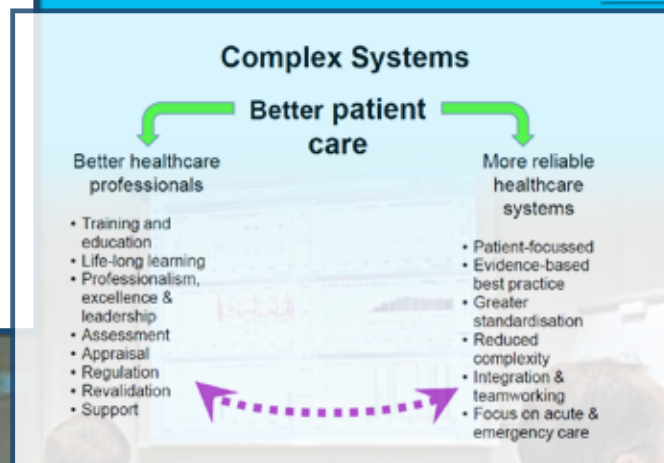 Complex Systems
Better patient
care
Better healthcare
professionals
• Training and
education
• Life-long learning
• Professionalism,
excellence &
leadership
• Assessment
• Appraisal
• Regulation
• Revalidation
• Support
More reliable
healthcare
systems
• Patient-focussed
• Evidence-based
best practice
• Greater
standardisation
• Reduced
complexity
• Integration &
teamworking
• Focus on acute &
emergency care